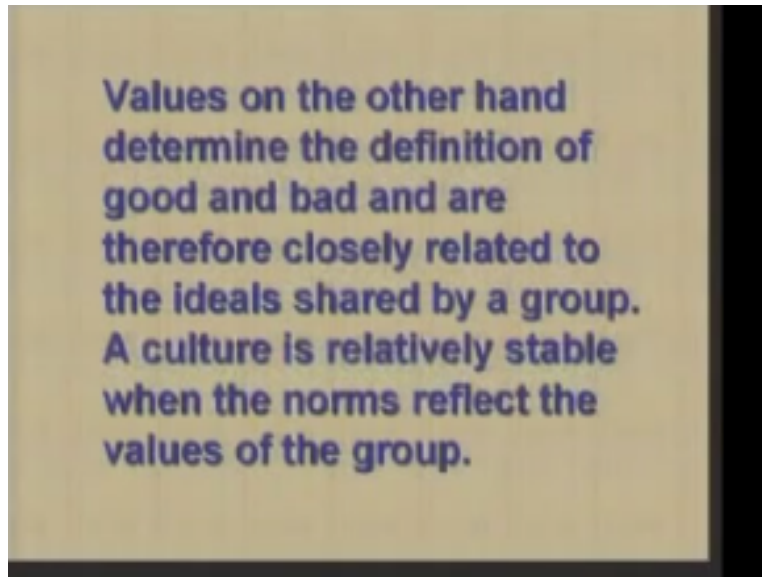 Values on the other hand
determine the definition of
good and bad and are
therefore closely related to
the ideals shared by a group.
A culture is relatively stable
when the norms reflect the
values of the group.